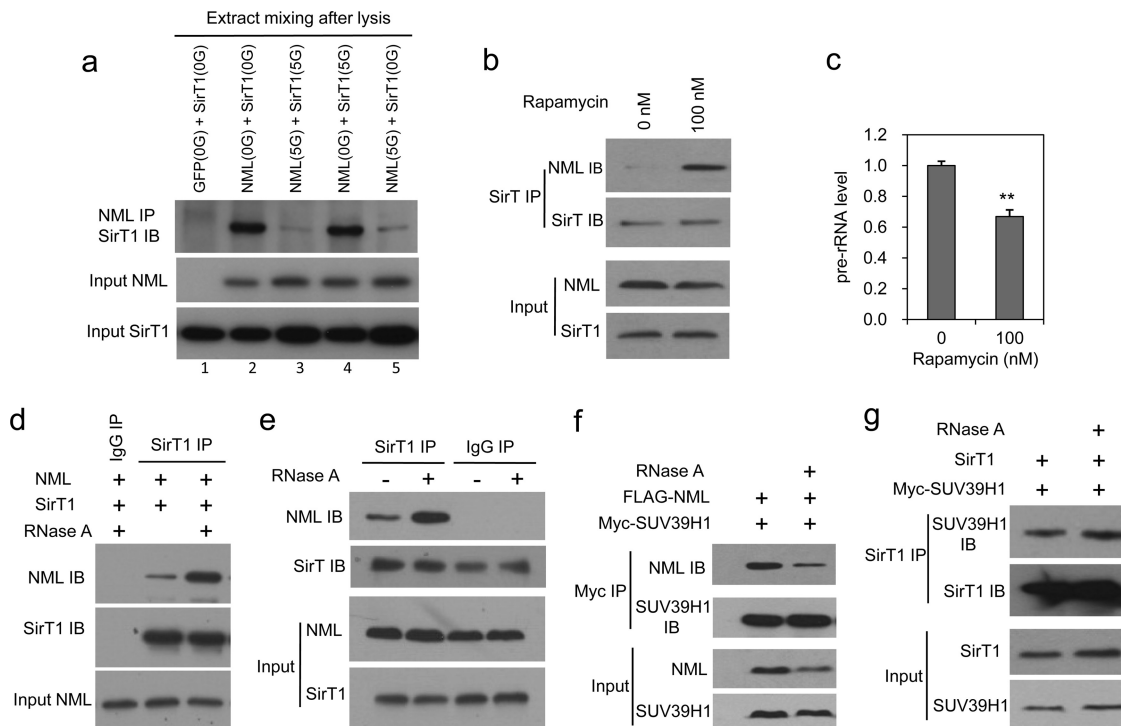 a
Extract mixing after lysis
GFP(0G) + SirT1(0G)
NML(0G) + SirT1(0G)
NML(5G) + SirT1(5G)
NML(0G) + SirT1(5G)
NML(5G) + SirT1(0G)
NML IP
SirT1 IB
Input NML
Input SirT1
1 2 3 4 5
b
Rapamycin
0 nM
100 nM
SirT IP
NML IB
SirT IB
Input
NML
SirT1
c
pre-rRNA level
1.2
1.0
0.8
0.6
0.4
0.2
0.0
**
0 100
Rapamycin (nM)
d
IgG IP
SirT1 IP
NML + + +
SirT1 + + +
RNase A + +
NML IB
SirT1 IB
Input NML
e
SirT1 IP IgG IP
RNase A – + – +
NML IB
SirT IB
Input
NML
SirT1
f
RNase A +
FLAG-NML + +
Myc-SUV39H1 + +
Myc IP
NML IB
SUV39H1
IB
Input
NML
SUV39H1
g
RNase A +
SirT1 + +
Myc-SUV39H1 + +
SirT1 IP
SUV39H1
IB
SirT1 IB
Input
SirT1
SUV39H1